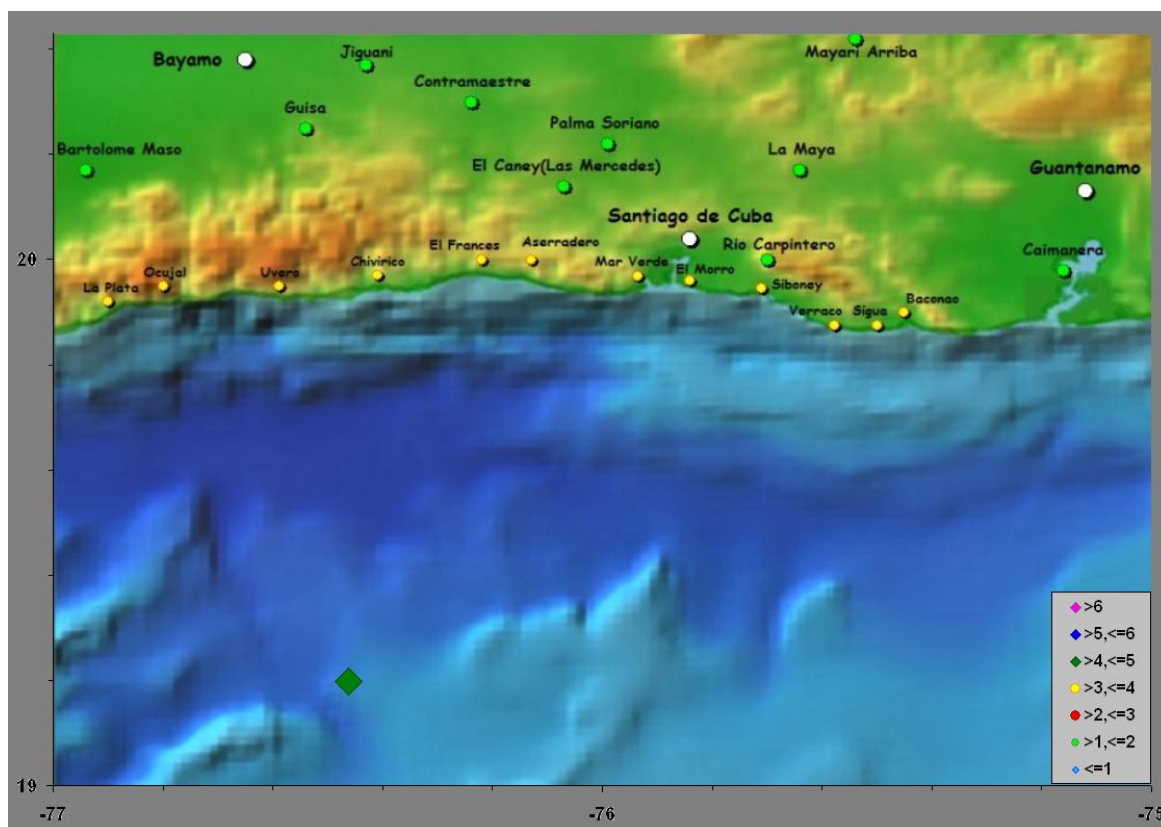 Bayamo
Jiguani
Mayari Arriba
Contramaestre
Guisa
Palma Soriano
Bartolome Maso
La Maya
El Caney(Las Mercedes)
Guantanamo
Santiago de Cuba
El Frances
Aserradero
Rio Carpintero
20
Chivirico
Mar Verde
El Morro
Caimanera
Ocujal
Uvero
La Plata
Siboney
Baconao
Verraco
Sigua
>6
>5,<=6
>4,<=5
>3,<=4
>2,<=3
>1,<=2
<=1
19
-77
-76
-75